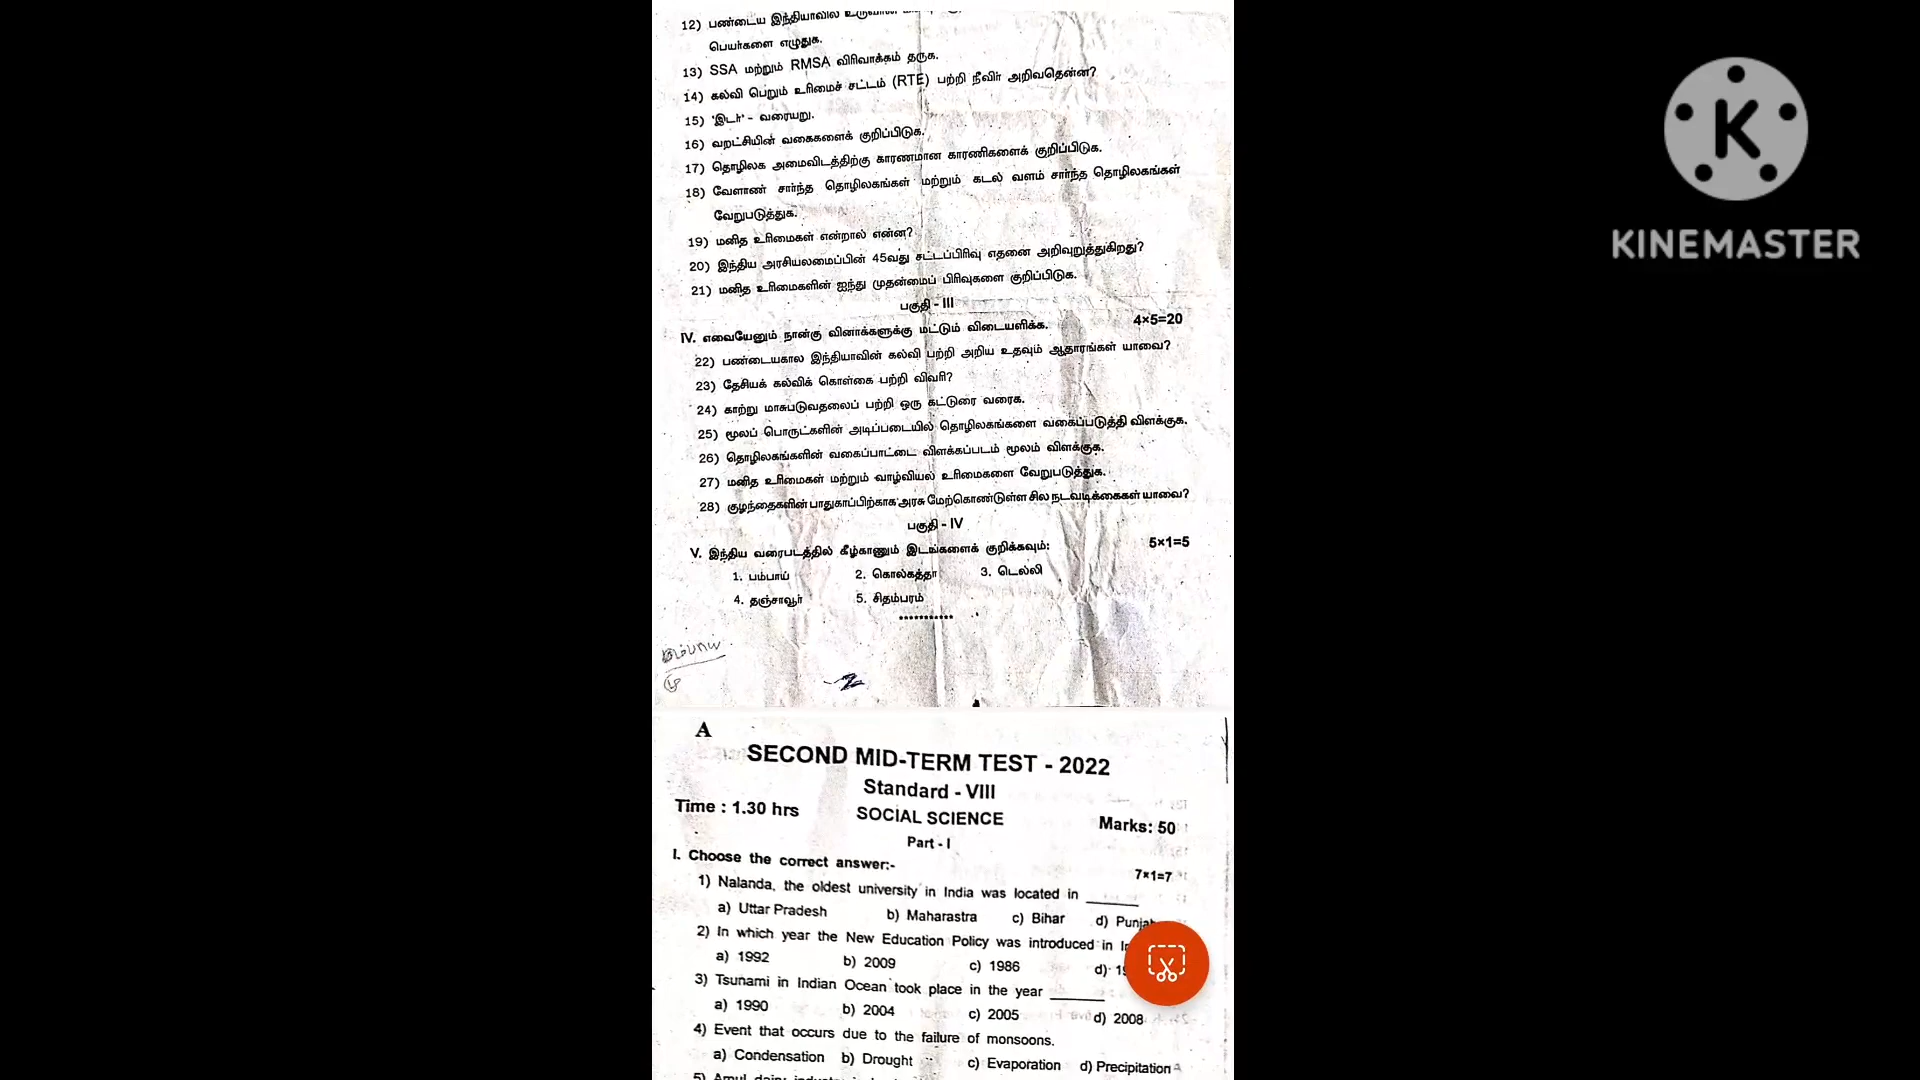 12) பண்டைய இந்தியாவில்
பெயர்களை எழுதுக.
13) SSA மற்றும் RMSA விரிவாக்கம் தருக.
14) கல்வி பெறும் உரிமைச் சட்டம் (RTE) பற்றி நீவிர் அறிவதென்ன?
15) 'இடர்' - வரையறு.
16) வறட்சியின் வகைகளைக் குறிப்பிடுக.
17) தொழிலக அமைவிடத்திற்கு காரணமான காரணிகளைக் குறிப்பிடுக.
18) வேளாண் சார்ந்த தொழிலகங்கள் மற்றும் கடல் வளம் சார்ந்த தொழிலகங்கள்
வேறுபடுத்துக.
19) மனித உரிமைகள் என்றால் என்ன?
20) இந்திய அரசியலமைப்பின் 45வது சட்டப்பிரிவு எதனை அறிவுறுத்துகிறது?
21) மனித உரிமைகளின் ஐந்து முதன்மைப் பிரிவுகளை குறிப்பிடுக.
பகுதி - III
IV. எவையேனும் நான்கு வினாக்களுக்கு மட்டும் விடையளிக்க. 4×5=20
22) பண்டையகால இந்தியாவின் கல்வி பற்றி அறிய உதவும் ஆதாரங்கள் யாவை?
23) தேசியக் கல்விக் கொள்கை பற்றி விவரி?
24) காற்று மாசுபடுவதலைப் பற்றி ஒரு கட்டுரை வரைக.
25) மூலப் பொருட்களின் அடிப்படையில் தொழிலகங்களை வகைப்படுத்தி விளக்குக.
26) தொழிலகங்களின் வகைப்பாட்டை விளக்கப்படம் மூலம் விளக்குக.
27) மனித உரிமைகள் மற்றும் வாழ்வியல் உரிமைகளை வேறுபடுத்துக.
28) குழந்தைகளின் பாதுகாப்பிற்காக அரசு மேற்கொண்டுள்ள சில நடவடிக்கைகள் யாவை?
பகுதி - IV
V. இந்திய வரைபடத்தில் கீழ்காணும் இடங்களைக் குறிக்கவும்: 5×1=5
1. பம்பாய் 2. கொல்கத்தா 3. டெல்லி
4. தஞ்சாவூர் 5. சிதம்பரம்
***********
2
A
SECOND MID-TERM TEST - 2022
Standard - VIII
Time : 1.30 hrs SOCIAL SCIENCE Marks: 50
Part - I
I. Choose the correct answer:- 7×1=7
1) Nalanda, the oldest university in India was located in ______
a) Uttar Pradesh b) Maharastra c) Bihar d) Punjab
2) In which year the New Education Policy was introduced in
a) 1992 b) 2009 c) 1986 d)
3) Tsunami in Indian Ocean took place in the year ______
a) 1990 b) 2004 c) 2005 d) 2008
4) Event that occurs due to the failure of monsoons.
a) Condensation b) Drought c) Evaporation d) Precipitation
5) Amul dairy
K
KINEMASTER